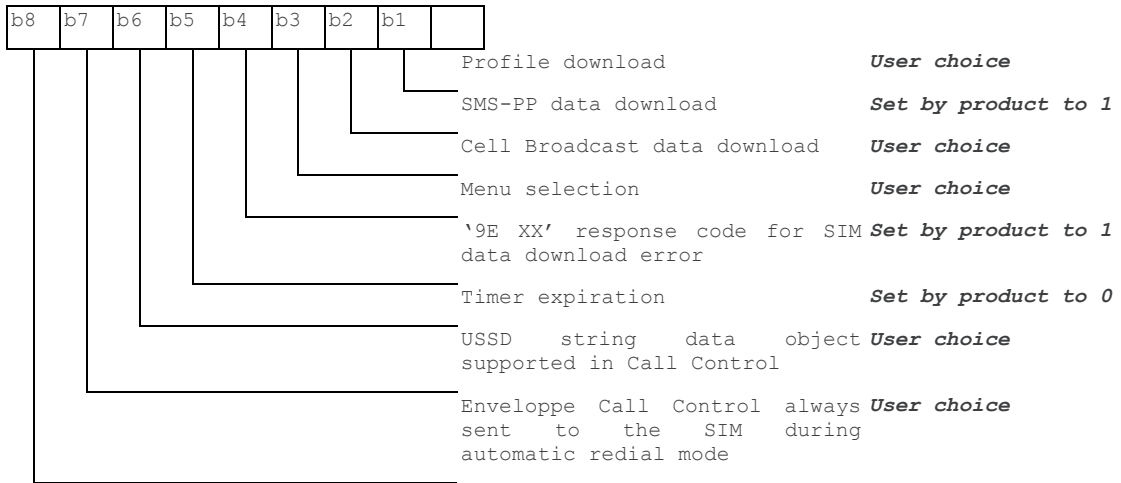 b8 b7 b6 b5 b4 b3 b2 b1
Profile download User choice
SMS-PP data download Set by product to 1
Cell Broadcast data download User choice
Menu selection User choice
‘9E XX’ response code for SIM Set by product to 1
data download error
Timer expiration Set by product to 0
USSD string data object User choice
supported in Call Control
Enveloppe Call Control always User choice
sent to the SIM during
automatic redial mode